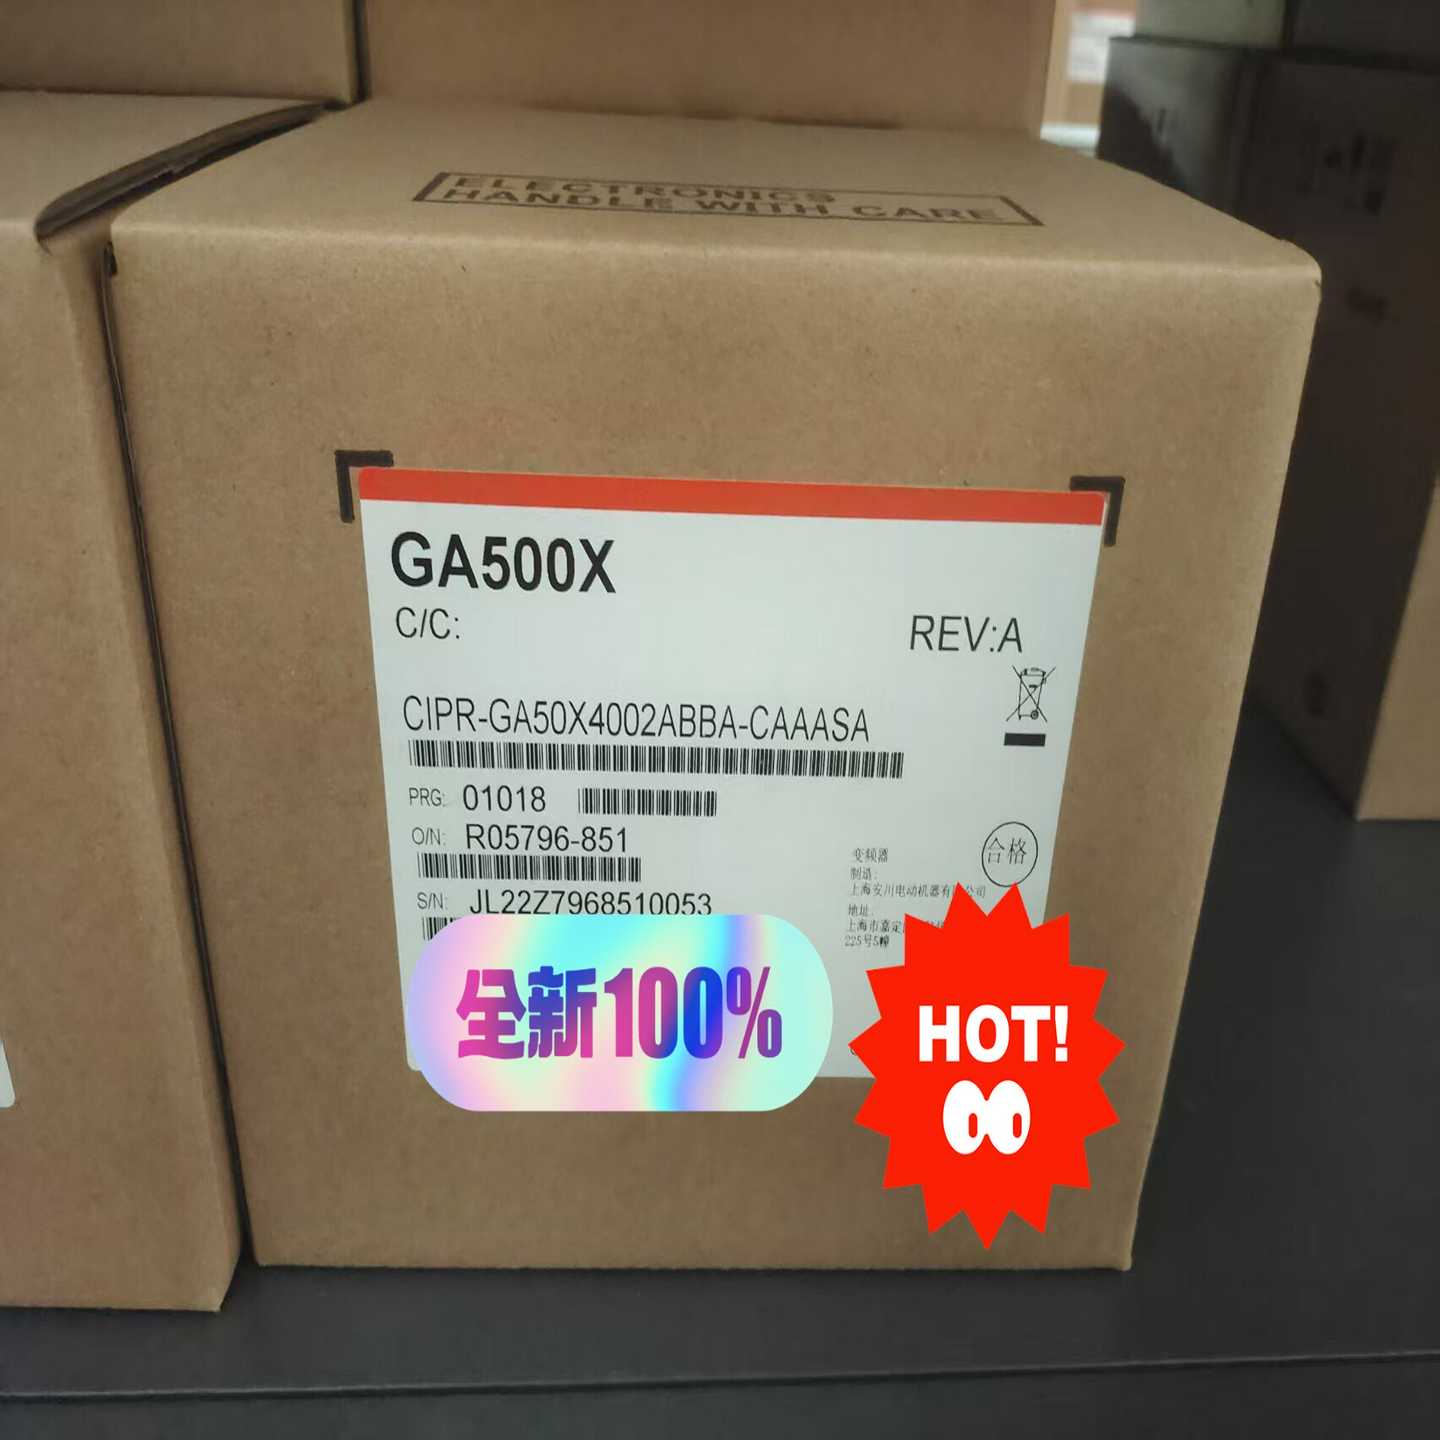 ELECTRONICS
HANDLE WITH CARE
GA500X
C/C:
REV:A
CIPR-GA50X4002ABBA-CAAASA
PRG: 01018
O/N: R05796-851
S/N: JL22Z7968510053
合格
变频器
制造:
上海安川电动机器有公司
地址:
上海市嘉定
225号5幢
全新100%
HOT!